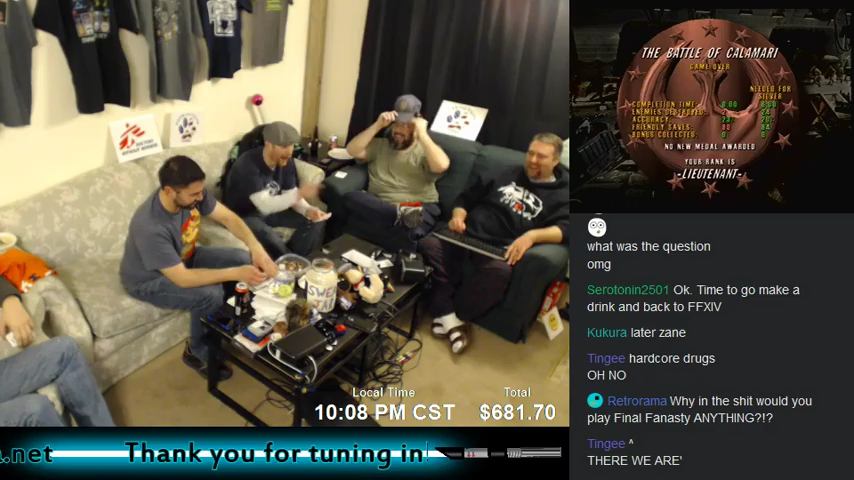 THE BATTLE OF CALAMARI
GAME OVER
NEEDED FOR
SILVER
COMPLETION TIME:
ENEMIES DESTROYED:
ACCURACY:
FRIENDLY SAVES:
BONUS COLLECTED:
NO NEW MEDAL AWARDED
YOUR RANK IS
-LIEUTENANT-
what was the question
omg
Serotonin2501 Ok. Time to go make a
drink and back to FFXIV
Kukura later zane
Tingee hardcore drugs
OH NO
Retrorama Why in the shit would you
play Final Fanasty ANYTHING?!?
Tingee ^
THERE WE ARE'
SWE
Local Time
Total
10:08 PM CST
$681.70
.net
Thank you for tuning in!